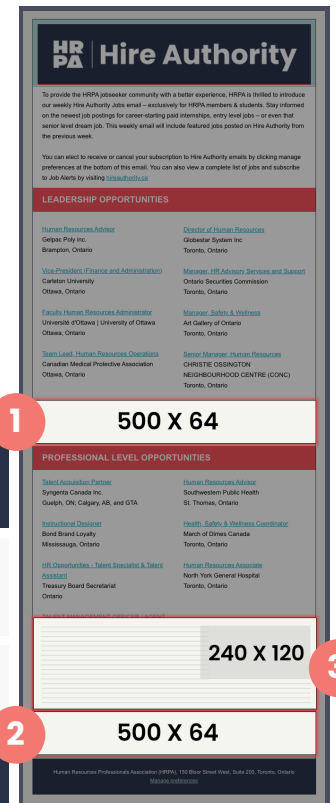 HR PA | Hire Authority
To provide the HRPA jobseeker community with a better experience, HRPA is thrilled to introduce
our weekly Hire Authority Jobs email – exclusively for HRPA members & students. Stay informed
on the newest job postings for career-starting paid internships, entry level jobs – or even that
senior level dream job. This weekly email will include featured jobs posted on Hire Authority from
the previous week.
You can elect to receive or cancel your subscription to Hire Authority emails by clicking manage
preferences at the bottom of this email. You can also view a complete list of jobs and subscribe
to Job Alerts by visiting hireauthority.ca
LEADERSHIP OPPORTUNITIES
Human Resources Advisor
Gelpac Poly Inc.
Brampton, Ontario
Director of Human Resources
Globestar System Inc
Toronto, Ontario
Vice-President (Finance and Administration)
Carleton University
Ottawa, Ontario
Manager, HR Advisory Services and Support
Ontario Securities Commission
Toronto, Ontario
Faculty Human Resources Administrator
Université d'Ottawa | University of Ottawa
Ottawa, Ontario
Manager, Safety & Wellness
Art Gallery of Ontario
Toronto, Ontario
Team Lead, Human Resources Operations
Canadian Medical Protective Association
Ottawa, Ontario
Senior Manager, Human Resources
CHRISTIE OSSINGTON
NEIGHBOURHOOD CENTRE (CONC)
Toronto, Ontario
1
500 X 64
PROFESSIONAL LEVEL OPPORTUNITIES
Talent Acquisition Partner
Syngenta Canada Inc.
Guelph, ON; Calgary, AB, and GTA
Human Resources Advisor
Southwestern Public Health
St. Thomas, Ontario
Instructional Designer
Bond Brand Loyalty
Mississauga, Ontario
Health, Safety & Wellness Coordinator
March of Dimes Canada
Toronto, Ontario
HR Opportunities - Talent Specialist & Talent
Assistant
Treasury Board Secretariat
Ontario
Human Resources Associate
North York General Hospital
Toronto, Ontario
240 X 120
3
2
500 X 64
Human Resources Professionals Association (HRPA), 150 Bloor Street West, Suite 200, Toronto, Ontario
Manage preferences